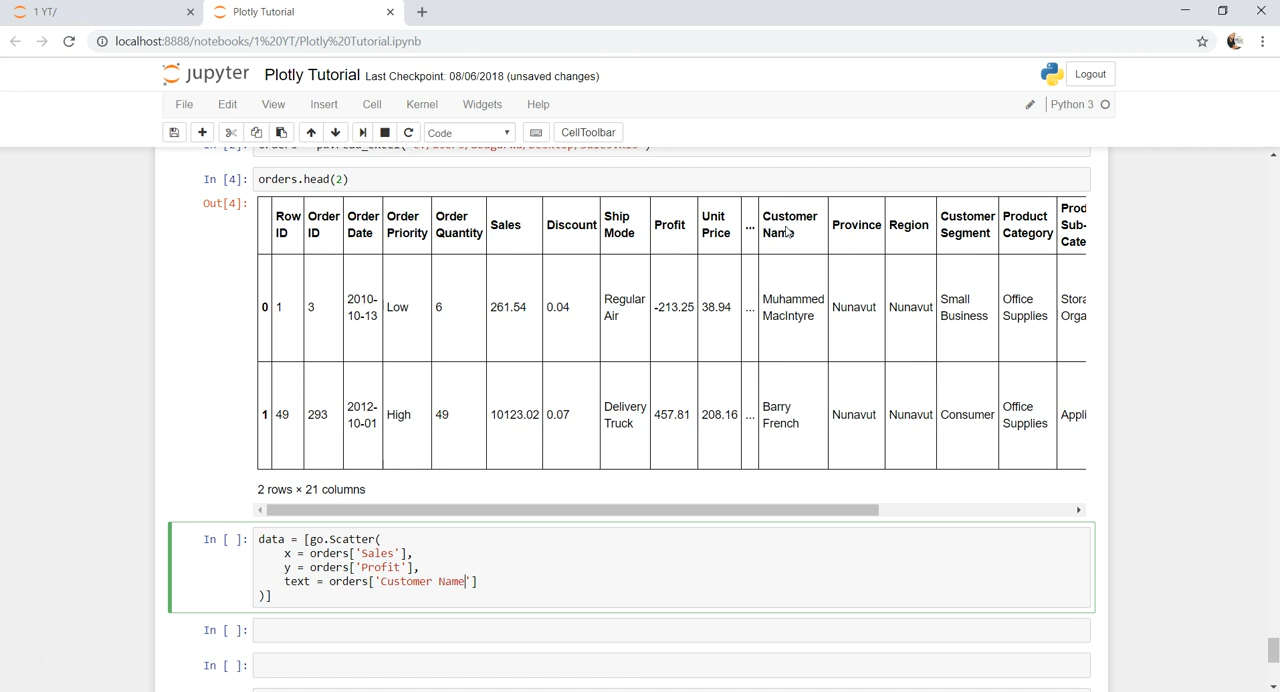 1 YT/
Plotly Tutorial
localhost:8888/notebooks/1%20YT/Plotly%20Tutorial.ipynb
jupyter Plotly Tutorial Last Checkpoint: 08/06/2018 (unsaved changes)
Logout
File Edit View Insert Cell Kernel Widgets Help
Python 3
Code
CellToolbar
In [4]: orders.head(2)
Out[4]:
Row ID Order ID Order Date Order Priority Order Quantity Sales Discount Ship Mode Profit Unit Price ... Customer Name Province Region Customer Segment Product Category
0 1 3 2010-10-13 Low 6 261.54 0.04 Regular Air -213.25 38.94 ... Muhammed MacIntyre Nunavut Nunavut Small Business Office Supplies
1 49 293 2012-10-01 High 49 10123.02 0.07 Delivery Truck 457.81 208.16 ... Barry French Nunavut Nunavut Consumer Office Supplies
2 rows × 21 columns
In [ ]: data = [go.Scatter(
x = orders['Sales'],
y = orders['Profit'],
text = orders['Customer Name']
)]
In [ ]:
In [ ]: